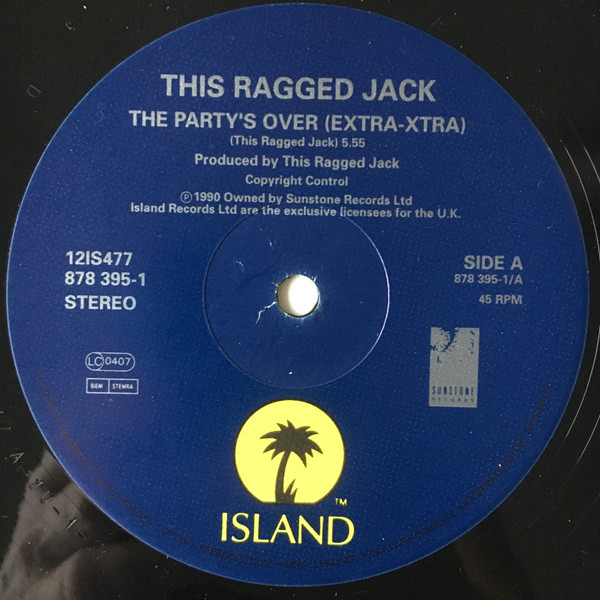 THIS RAGGED JACK
THE PARTY'S OVER (EXTRA-XTRA)
(This Ragged Jack) 5.55
Produced by This Ragged Jack
Copyright Control
Ⓟ 1990 Owned by Sunstone Records Ltd
Island Records Ltd are the exclusive licensees for the U.K.
12IS477
878 395-1
STEREO
SIDE A
878 395-1/A
45 RPM
LC 0407
BIEM STEMRA
SUNSTONE
RECORDS
TM
ISLAND